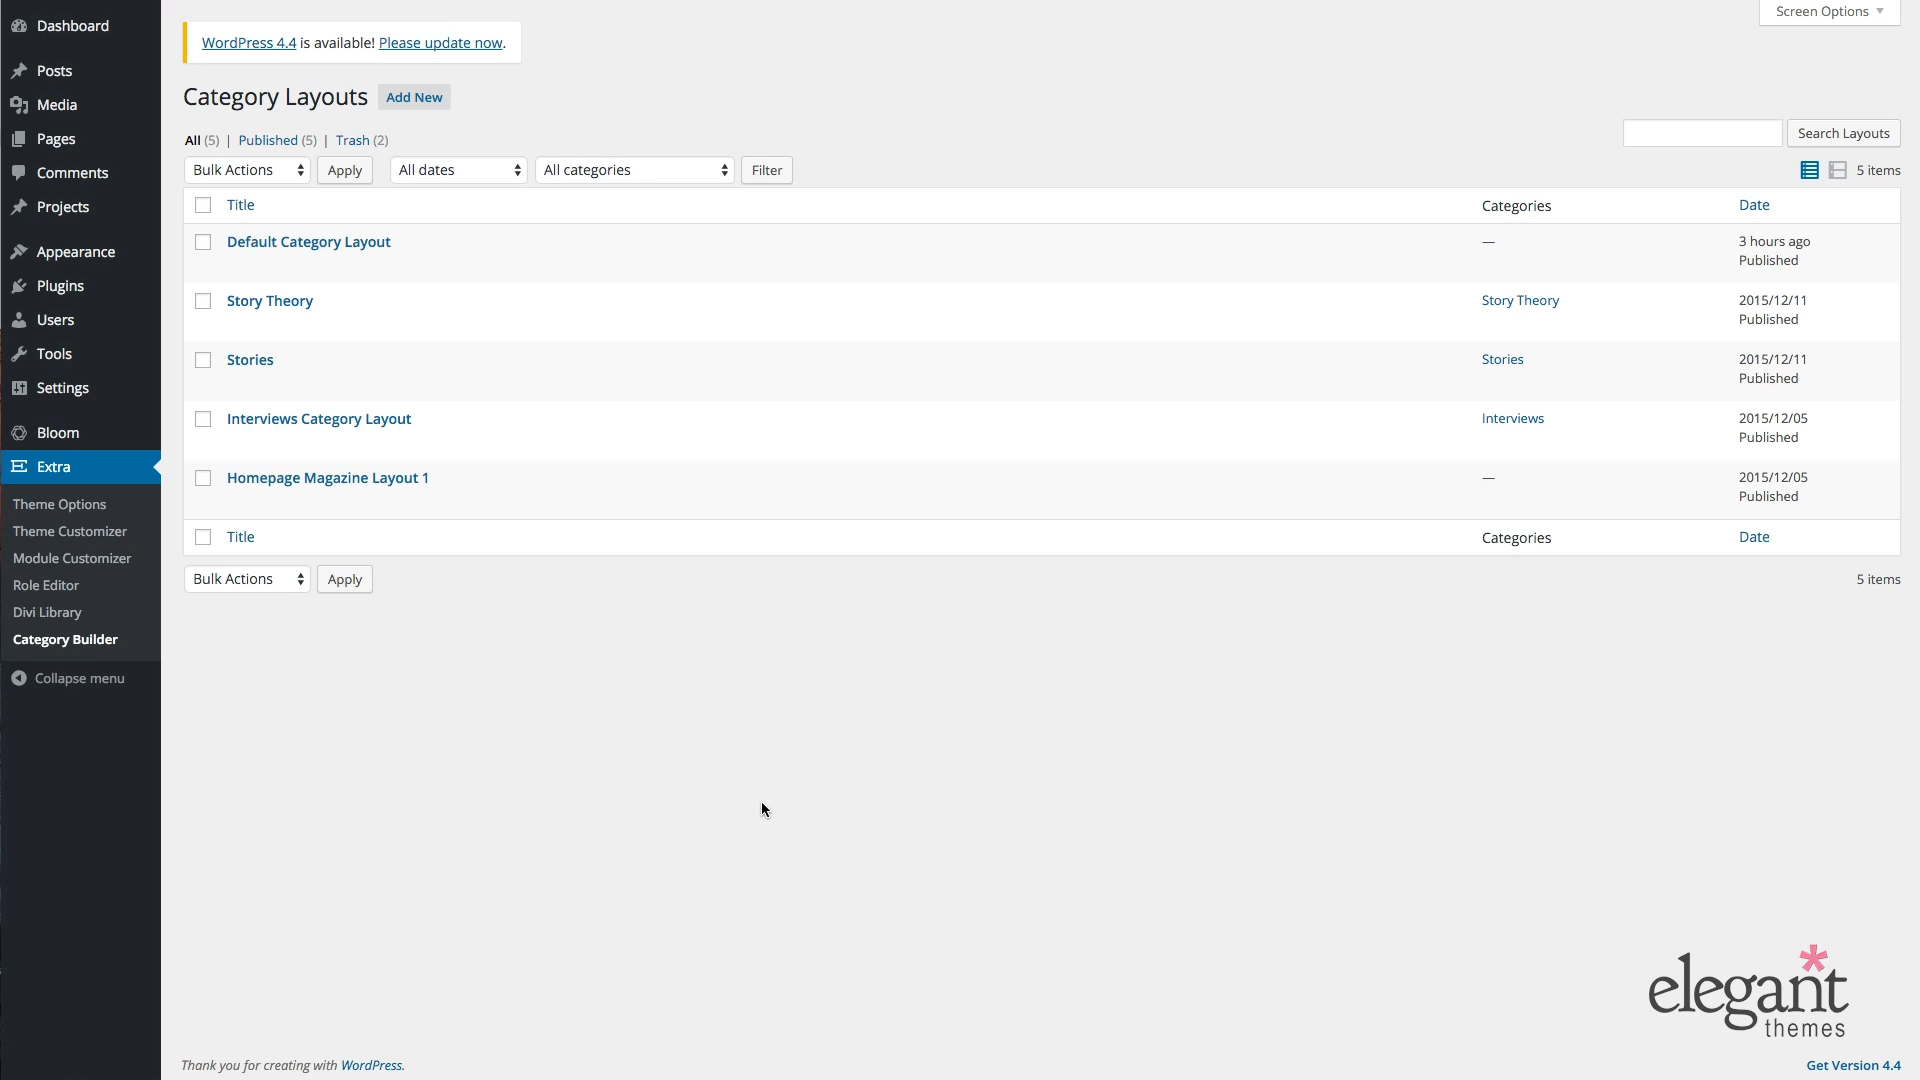 Dashboard
Posts
Media
Pages
Comments
Projects
Appearance
Plugins
Users
Tools
Settings
Bloom
Extra
Theme Options
Theme Customizer
Module Customizer
Role Editor
Divi Library
Category Builder
Collapse menu
Screen Options
WordPress 4.4 is available! Please update now.
Category Layouts Add New
All (5) | Published (5) | Trash (2)
Search Layouts
Bulk Actions Apply All dates All categories Filter 5 items
Title Categories Date
Default Category Layout — 3 hours ago
Published
Story Theory Story Theory 2015/12/11
Published
Stories Stories 2015/12/11
Published
Interviews Category Layout Interviews 2015/12/05
Published
Homepage Magazine Layout 1 — 2015/12/05
Published
Title Categories Date
Bulk Actions Apply 5 items
elegant
themes
Thank you for creating with WordPress. Get Version 4.4